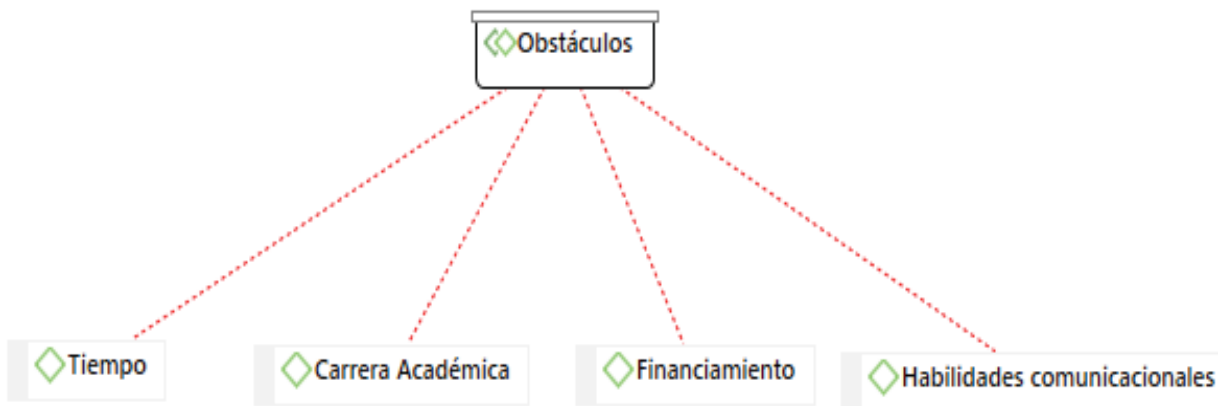 Obstáculos
Tiempo
Carrera Académica
Financiamiento
Habilidades comunicacionales